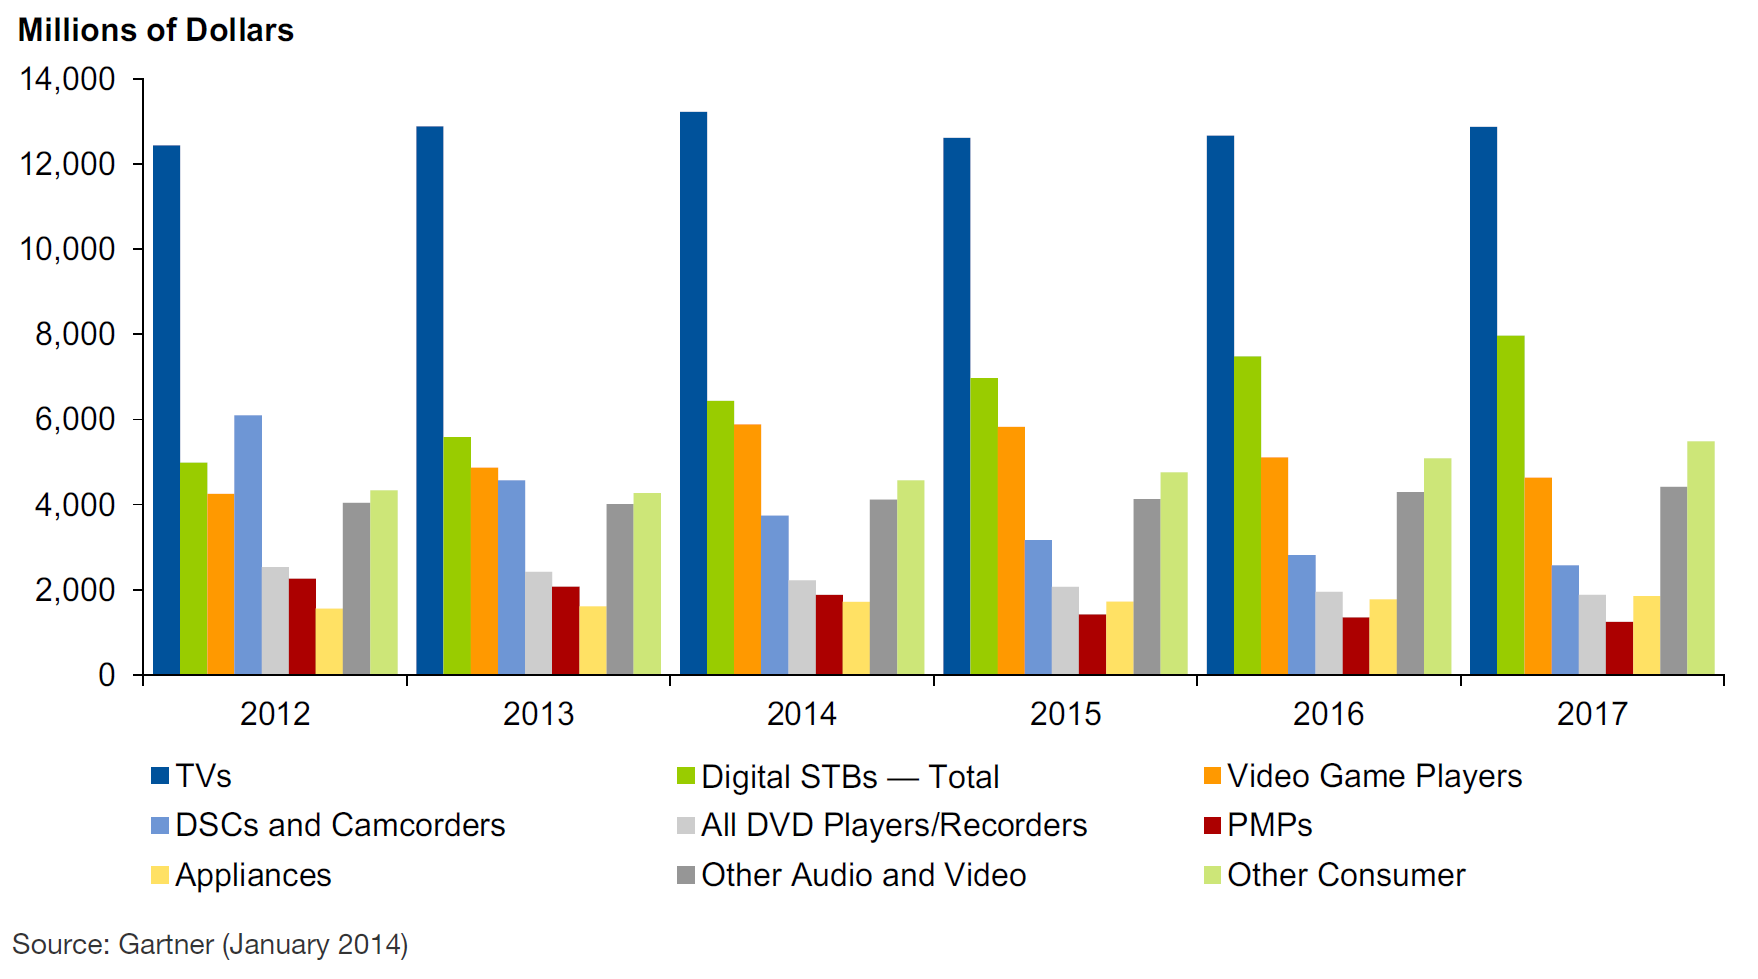 Millions of Dollars
14,000
12,000
10,000
8,000
6,000
4,000
2,000
0
2012 2013 2014 2015 2016 2017
TVs Digital STBs — Total Video Game Players
DSCs and Camcorders All DVD Players/Recorders PMPs
Appliances Other Audio and Video Other Consumer
Source: Gartner (January 2014)